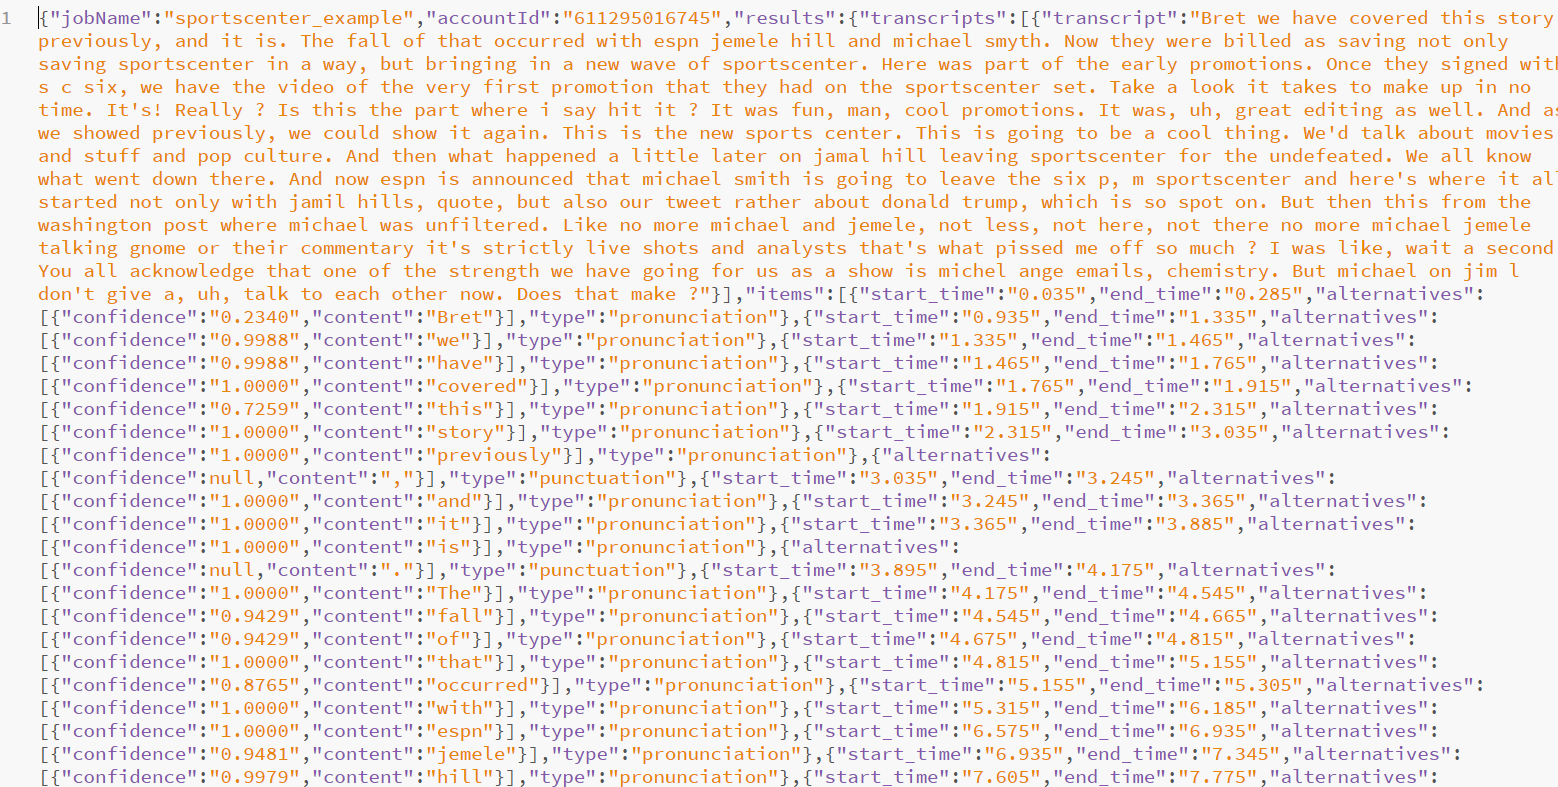 1 {"jobName":"sportscenter_example","accountId":"611295016745","results":{"transcripts":[{"transcript":"Bret we have covered this story
previously, and it is. The fall of that occurred with espn jemele hill and michael smyth. Now they were billed as saving not only
saving sportscenter in a way, but bringing in a new wave of sportscenter. Here was part of the early promotions. Once they signed with
s c six, we have the video of the very first promotion that they had on the sportscenter set. Take a look it takes to make up in no
time. It's! Really ? Is this the part where i say hit it ? It was fun, man, cool promotions. It was, uh, great editing as well. And as
we showed previously, we could show it again. This is the new sports center. This is going to be a cool thing. We'd talk about movies
and stuff and pop culture. And then what happened a little later on jamal hill leaving sportscenter for the undefeated. We all know
what went down there. And now espn is announced that michael smith is going to leave the six p, m sportscenter and here's where it all
started not only with jamil hills, quote, but also our tweet rather about donald trump, which is so spot on. But then this from the
washington post where michael was unfiltered. Like no more michael and jemele, not less, not here, not there no more michael jemele
talking gnome or their commentary it's strictly live shots and analysts that's what pissed me off so much ? I was like, wait a second
You all acknowledge that one of the strength we have going for us as a show is michel ange emails, chemistry. But michael on jim l
don't give a, uh, talk to each other now. Does that make ?"}],"items":[{"start_time":"0.035","end_time":"0.285","alternatives":
[{"confidence":"0.2340","content":"Bret"}],"type":"pronunciation"},{"start_time":"0.935","end_time":"1.335","alternatives":
[{"confidence":"0.9988","content":"we"}],"type":"pronunciation"},{"start_time":"1.335","end_time":"1.465","alternatives":
[{"confidence":"0.9988","content":"have"}],"type":"pronunciation"},{"start_time":"1.465","end_time":"1.765","alternatives":
[{"confidence":"1.0000","content":"covered"}],"type":"pronunciation"},{"start_time":"1.765","end_time":"1.915","alternatives":
[{"confidence":"0.7259","content":"this"}],"type":"pronunciation"},{"start_time":"1.915","end_time":"2.315","alternatives":
[{"confidence":"1.0000","content":"story"}],"type":"pronunciation"},{"start_time":"2.315","end_time":"3.035","alternatives":
[{"confidence":"1.0000","content":"previously"}],"type":"pronunciation"},{"alternatives":
[{"confidence":null,"content":","}],"type":"punctuation"},{"start_time":"3.035","end_time":"3.245","alternatives":
[{"confidence":"1.0000","content":"and"}],"type":"pronunciation"},{"start_time":"3.245","end_time":"3.365","alternatives":
[{"confidence":"1.0000","content":"it"}],"type":"pronunciation"},{"start_time":"3.365","end_time":"3.885","alternatives":
[{"confidence":"1.0000","content":"is"}],"type":"pronunciation"},{"alternatives":
[{"confidence":null,"content":"."}],"type":"punctuation"},{"start_time":"3.895","end_time":"4.175","alternatives":
[{"confidence":"1.0000","content":"The"}],"type":"pronunciation"},{"start_time":"4.175","end_time":"4.545","alternatives":
[{"confidence":"0.9429","content":"fall"}],"type":"pronunciation"},{"start_time":"4.545","end_time":"4.665","alternatives":
[{"confidence":"0.9429","content":"of"}],"type":"pronunciation"},{"start_time":"4.675","end_time":"4.815","alternatives":
[{"confidence":"1.0000","content":"that"}],"type":"pronunciation"},{"start_time":"4.815","end_time":"5.155","alternatives":
[{"confidence":"0.8765","content":"occurred"}],"type":"pronunciation"},{"start_time":"5.155","end_time":"5.305","alternatives":
[{"confidence":"1.0000","content":"with"}],"type":"pronunciation"},{"start_time":"5.315","end_time":"6.185","alternatives":
[{"confidence":"1.0000","content":"espn"}],"type":"pronunciation"},{"start_time":"6.575","end_time":"6.935","alternatives":
[{"confidence":"0.9481","content":"jemele"}],"type":"pronunciation"},{"start_time":"6.935","end_time":"7.345","alternatives":
[{"confidence":"0.9979","content":"hill"}],"type":"pronunciation"},{"start_time":"7.605","end_time":"7.775","alternatives":